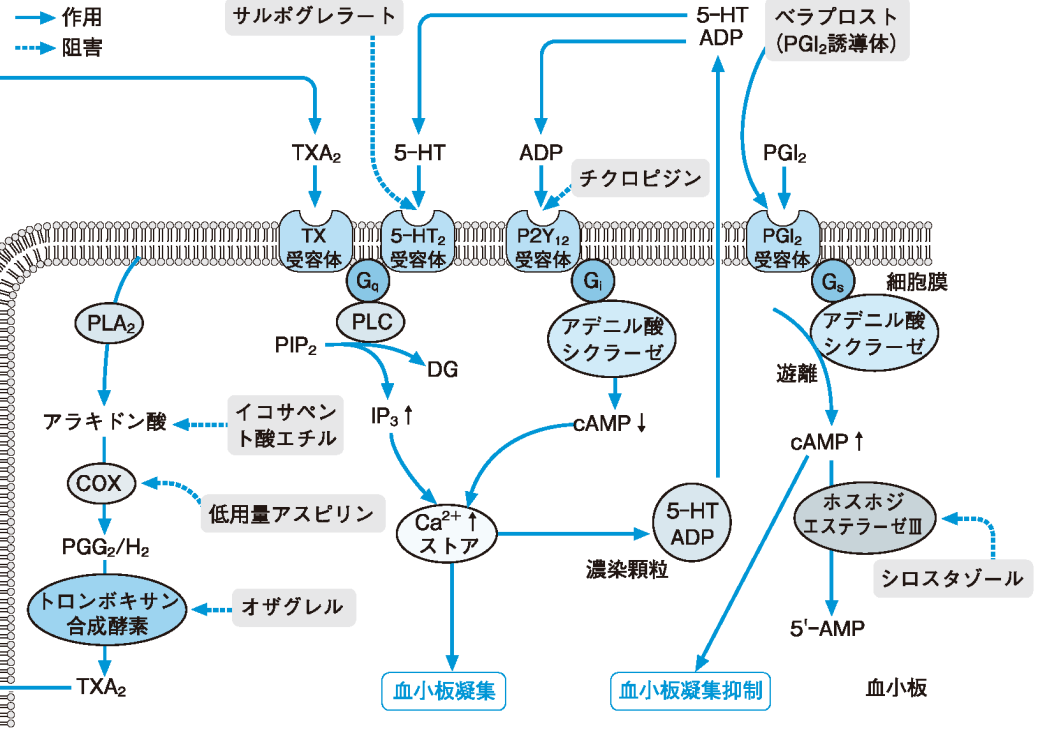 作用
阻害
サルポグレラート
5-HT
ADP
ベラプロスト
(PGI₂誘導体)
TXA₂
5-HT
ADP
PGI₂
チクロピジン
TX
受容体
5-HT₂
受容体
P2Y₁₂
受容体
PGI₂
受容体
Gq
Gi
Gs
細胞膜
PLA₂
PLC
アデニル酸
シクラーゼ
アデニル酸
シクラーゼ
PIP₂
DG
遊離
アラキドン酸
イコサペン
ト酸エチル
IP₃↑
cAMP↓
cAMP↑
COX
低用量アスピリン
Ca²⁺↑
ストア
5-HT
ADP
濃染顆粒
ホスホジ
エステラーゼⅢ
PGG₂/H₂
シロスタゾール
トロンボキサン
合成酵素
オザグレル
5'-AMP
TXA₂
血小板凝集
血小板凝集抑制
血小板